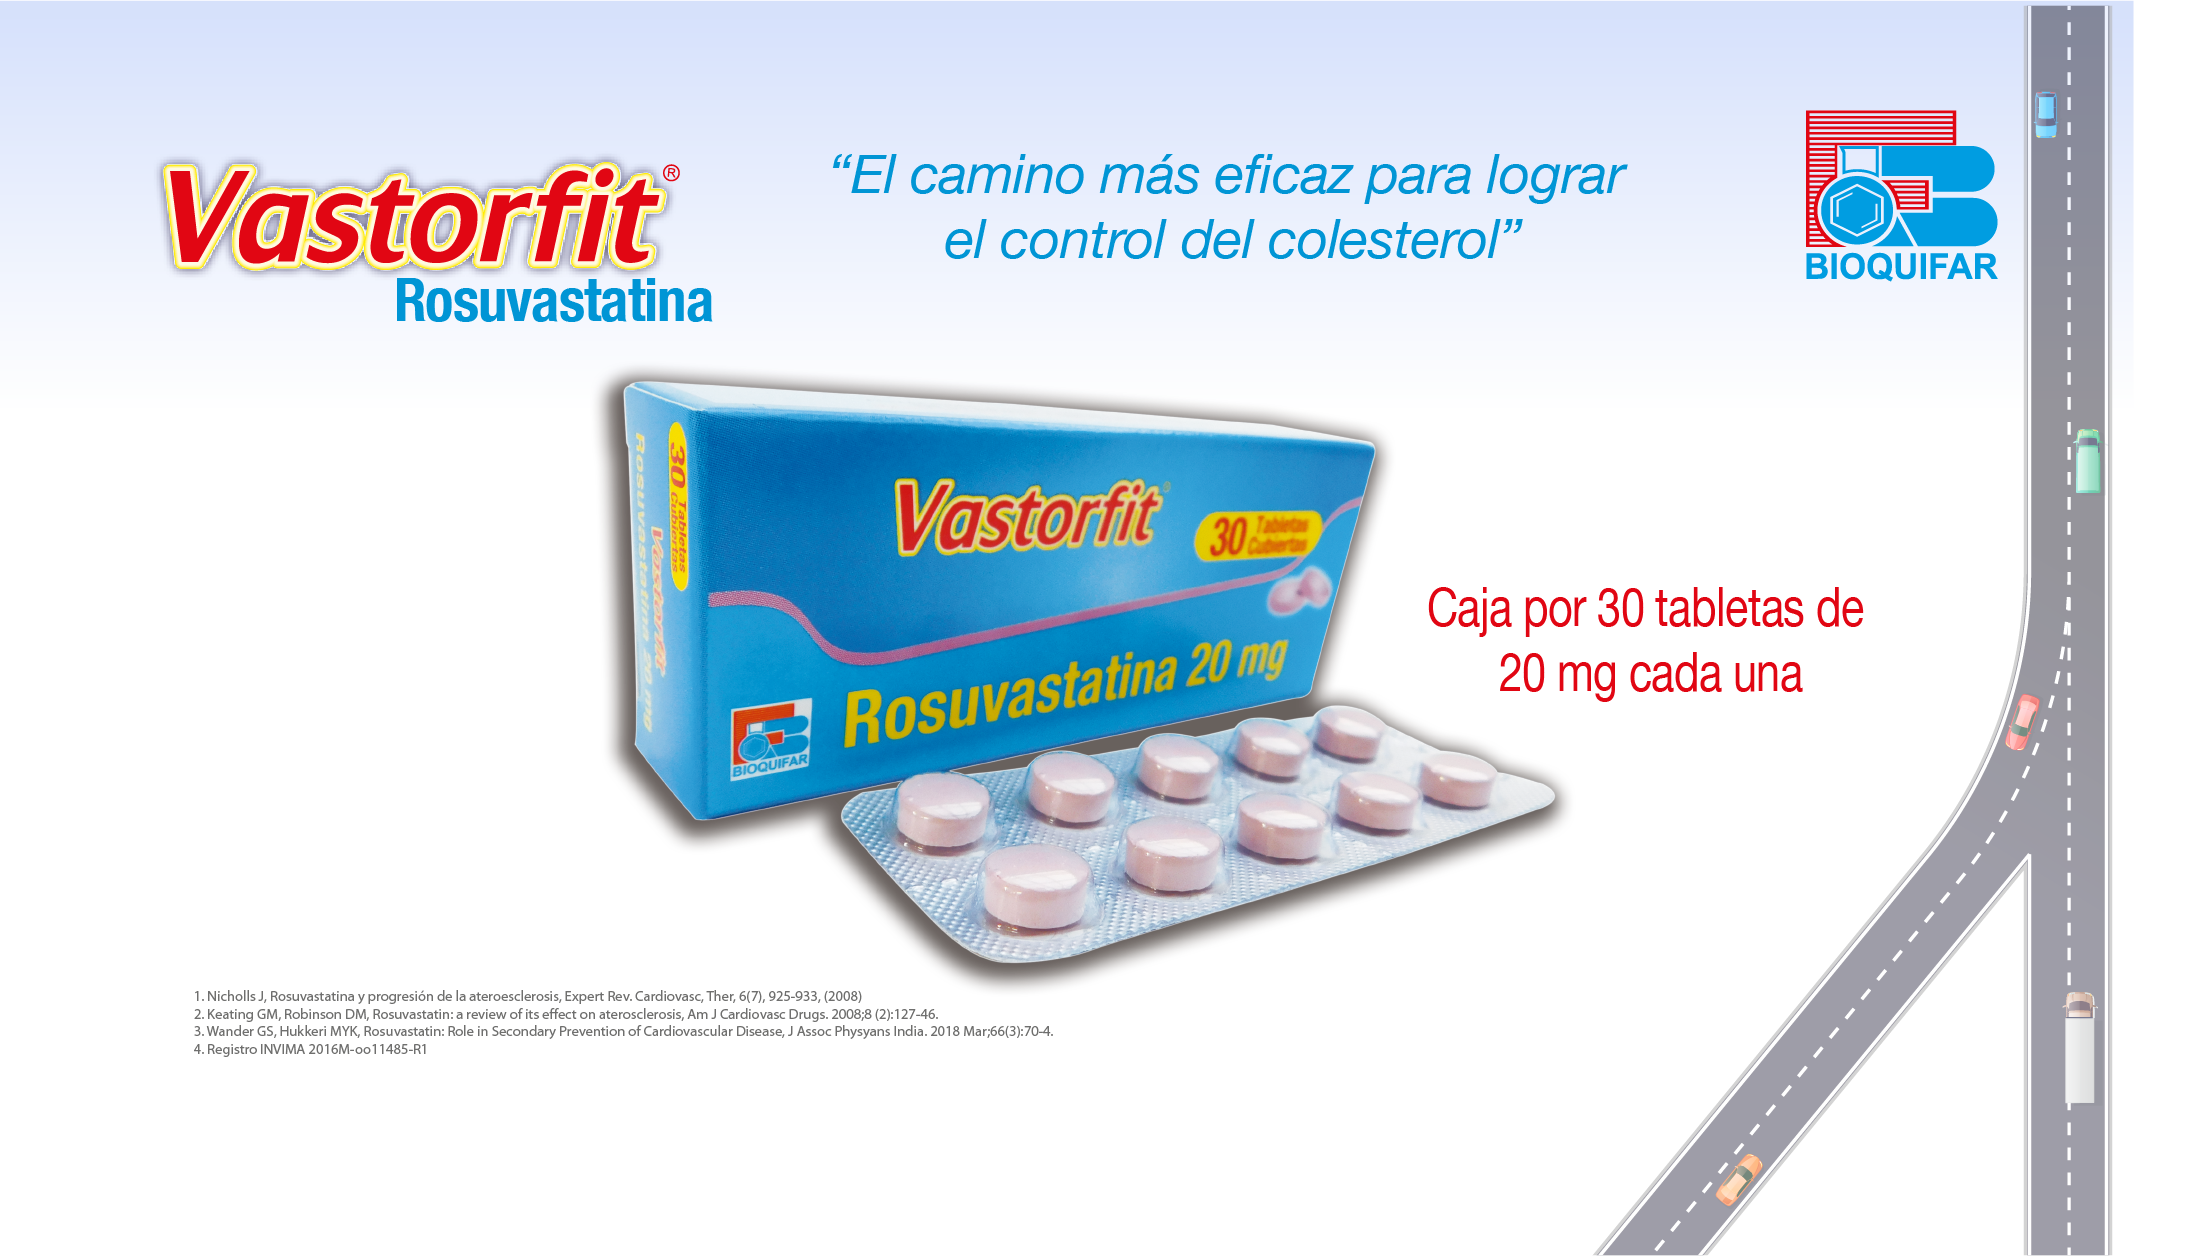 Vastorfit®
Rosuvastatina
“El camino más eficaz para lograr
el control del colesterol”
BIOQUIFAR
30 Tabletas
Cubiertas
Vastorfit
Rosuvastatina 20 mg
Vastorfit®
30 Tabletas
Cubiertas
Rosuvastatina 20 mg
BIOQUIFAR
Caja por 30 tabletas de
20 mg cada una
1. Nicholls J, Rosuvastatina y progresión de la ateroesclerosis, Expert Rev. Cardiovasc, Ther, 6(7), 925-933, (2008)
2. Keating GM, Robinson DM, Rosuvastatin: a review of its effect on aterosclerosis, Am J Cardiovasc Drugs. 2008;8 (2):127-46.
3. Wander GS, Hukkeri MYK, Rosuvastatin: Role in Secondary Prevention of Cardiovascular Disease, J Assoc Physyans India. 2018 Mar;66(3):70-4.
4. Registro INVIMA 2016M-oo11485-R1